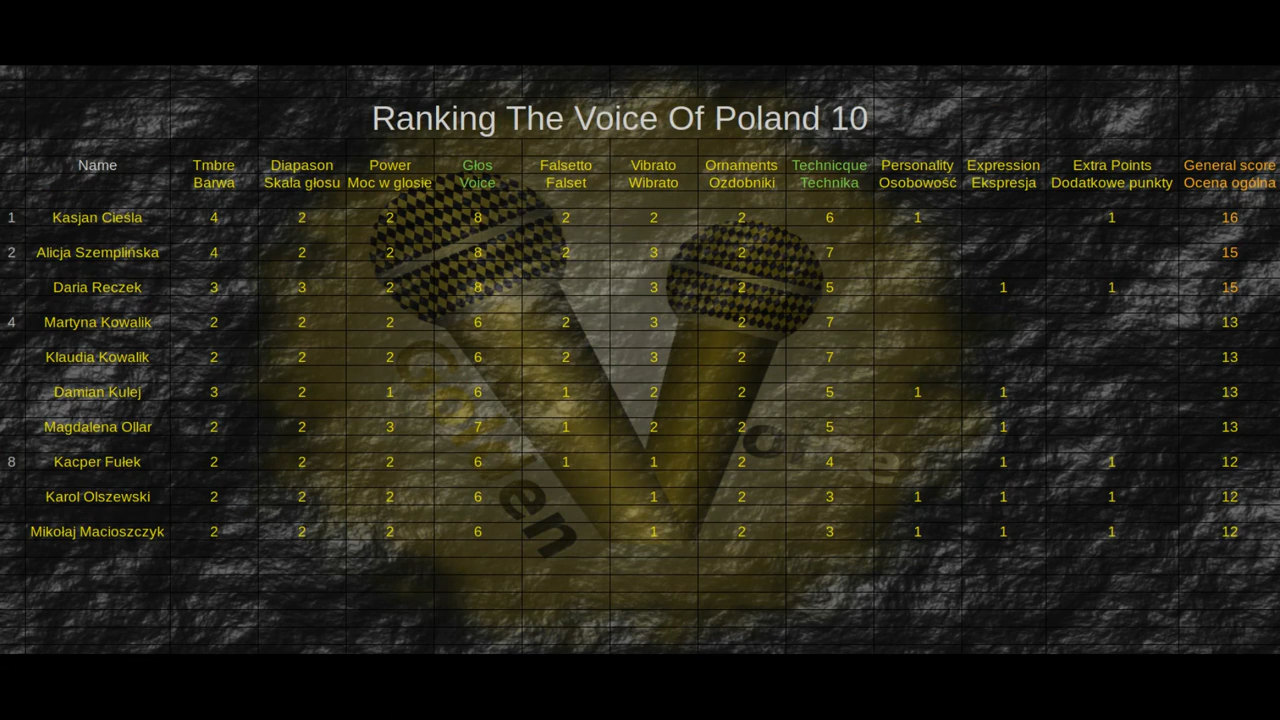 Ranking The Voice Of Poland 10
Name Tmbre Diapason Power Głos Falsetto Vibrato Ornaments Technicque Personality Expression Extra Points General score
Barwa Skala głosu Moc w glosie Voice Falset Wibrato Ozdobniki Technika Osobowość Ekspresja Dodatkowe punkty Ocena ogólna
1 Kasjan Cieśla 4 2 2 8 2 2 2 6 1 1 16
2 Alicja Szemplińska 4 2 2 8 2 3 2 7 15
Daria Reczek 3 3 2 8 3 2 5 1 1 15
4 Martyna Kowalik 2 2 2 6 2 3 2 7 13
Klaudia Kowalik 2 2 2 6 2 3 2 7 13
Damian Kulej 3 2 1 6 1 2 2 5 1 1 13
Magdalena Ollar 2 2 3 7 1 2 2 5 1 13
8 Kacper Fułek 2 2 2 6 1 1 2 4 1 1 12
Karol Olszewski 2 2 2 6 1 2 3 1 1 1 12
Mikołaj Macioszczyk 2 2 2 6 1 2 3 1 1 1 12
Golden
Voice